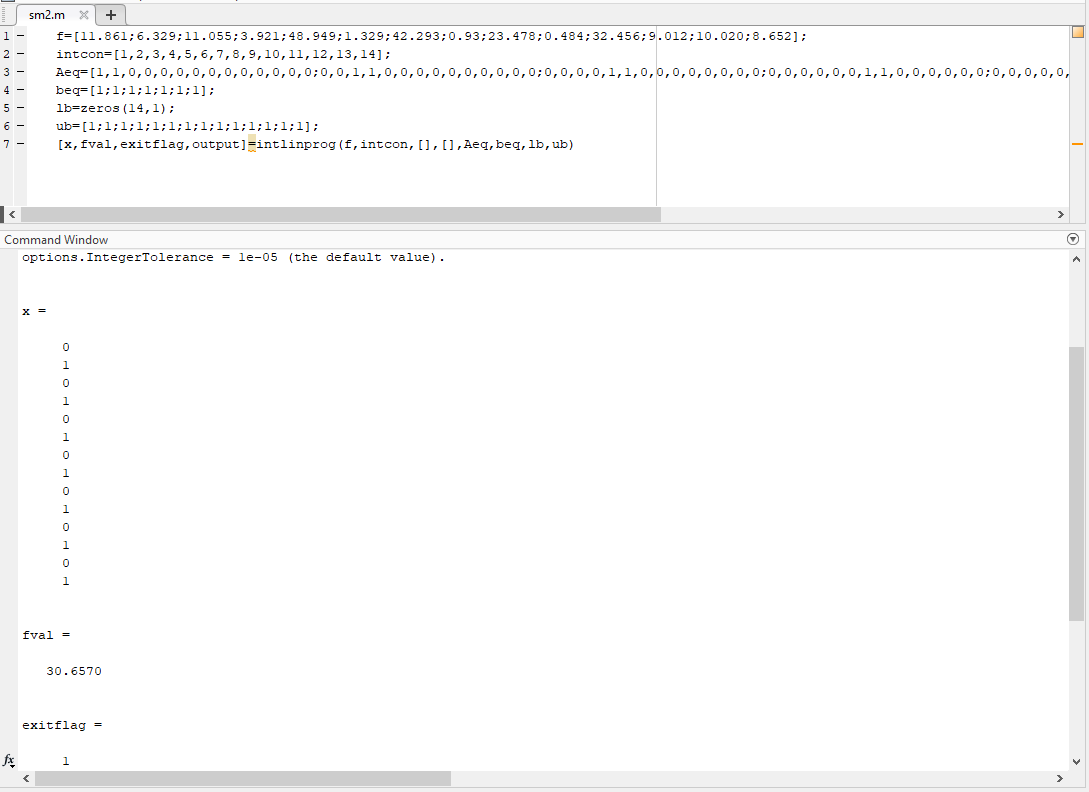 sm2.m
1 f=[11.861;6.329;11.055;3.921;48.949;1.329;42.293;0.93;23.478;0.484;32.456;9.012;10.020;8.652];
2 intcon=[1,2,3,4,5,6,7,8,9,10,11,12,13,14];
3 Aeq=[1,1,0,0,0,0,0,0,0,0,0,0,0,0;0,0,1,1,0,0,0,0,0,0,0,0,0,0;0,0,0,0,1,1,0,0,0,0,0,0,0,0;0,0,0,0,0,0,1,1,0,0,0,0,0,0;0,0,0,0,0,
4 beq=[1;1;1;1;1;1;1];
5 lb=zeros(14,1);
6 ub=[1;1;1;1;1;1;1;1;1;1;1;1;1;1];
7 [x,fval,exitflag,output]=intlinprog(f,intcon,[],[],Aeq,beq,lb,ub)
Command Window
options.IntegerTolerance = 1e-05 (the default value).
x =
0
1
0
1
0
1
0
1
0
1
0
1
0
1
fval =
30.6570
exitflag =
fx 1